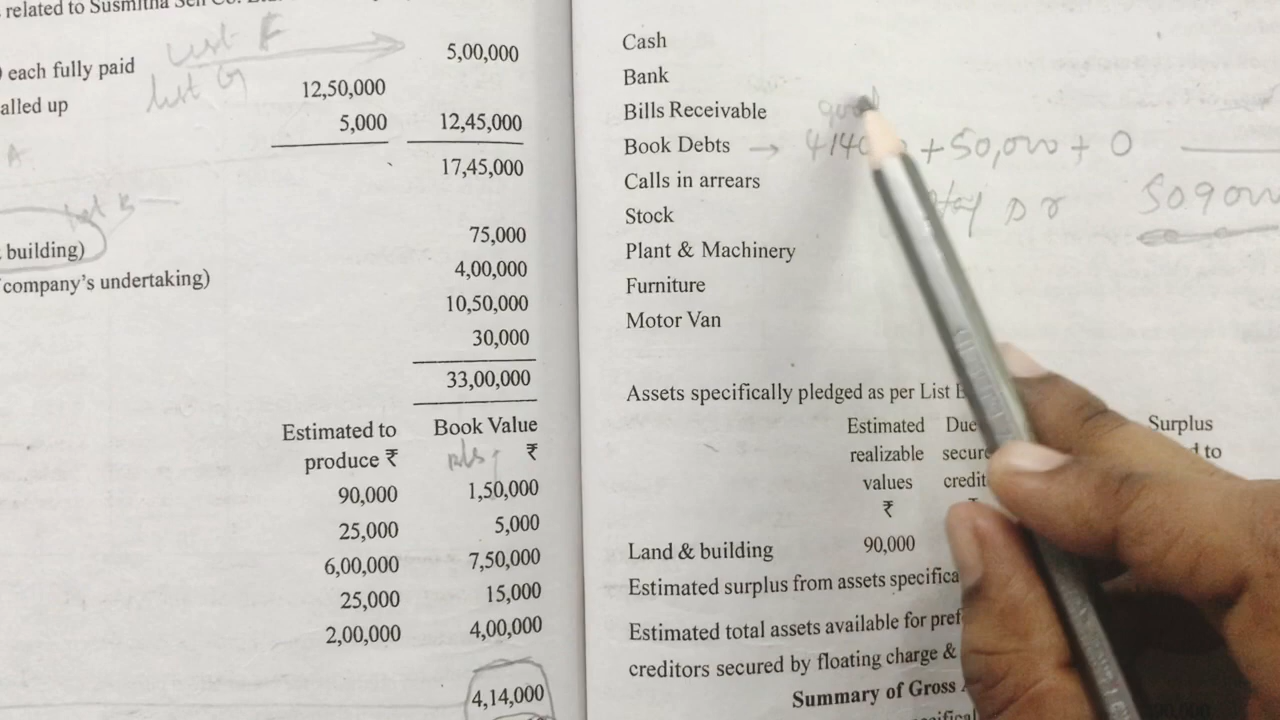 related to Susmitha Sen Co.
each fully paid
List F
5,00,000
alled up
List G
12,50,000
5,000
12,45,000
A
17,45,000
List B
building)
75,000
company's undertaking)
4,00,000
10,50,000
30,000
33,00,000
Estimated to
produce ₹
Book Value
₹
90,000
1,50,000
25,000
5,000
6,00,000
7,50,000
25,000
15,000
2,00,000
4,00,000
4,14,000
Cash
Bank
Bills Receivable
Book Debts → + 50,000 + 0
Calls in arrears
Dr 509000
Stock
Plant & Machinery
Furniture
Motor Van
Assets specifically pledged as per List
Estimated
realizable
values
₹
Due
Surplus
to
Land & building
90,000
Estimated surplus from assets
Estimated total assets available for
creditors secured by floating charge &
Summary of Gross